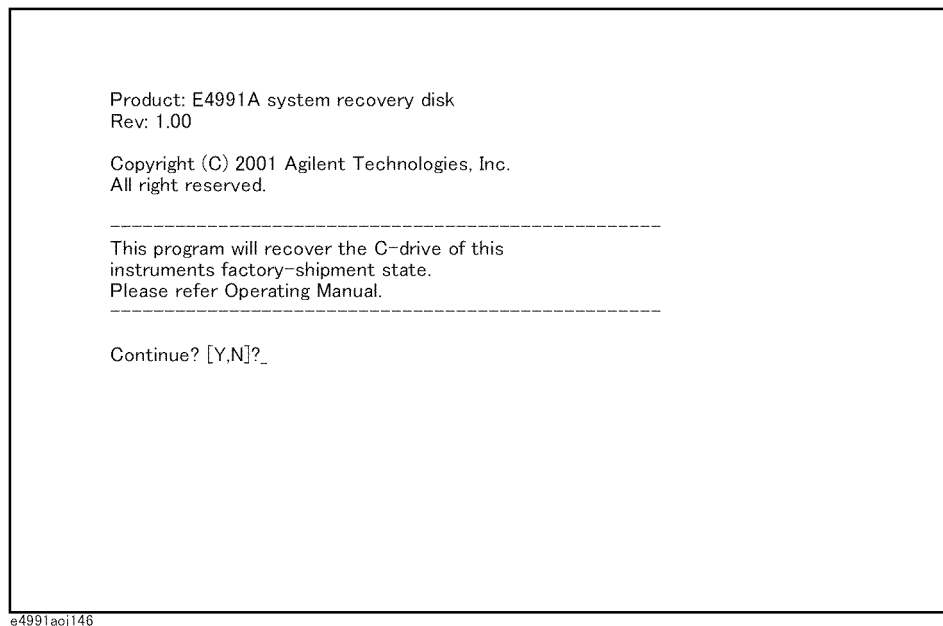 Product: E4991A system recovery disk
Rev: 1.00
Copyright (C) 2001 Agilent Technologies, Inc.
All right reserved.
----------------------------------------------------
This program will recover the C-drive of this
instruments factory-shipment state.
Please refer Operating Manual.
----------------------------------------------------
Continue? [Y,N]?_
e4991aoj146